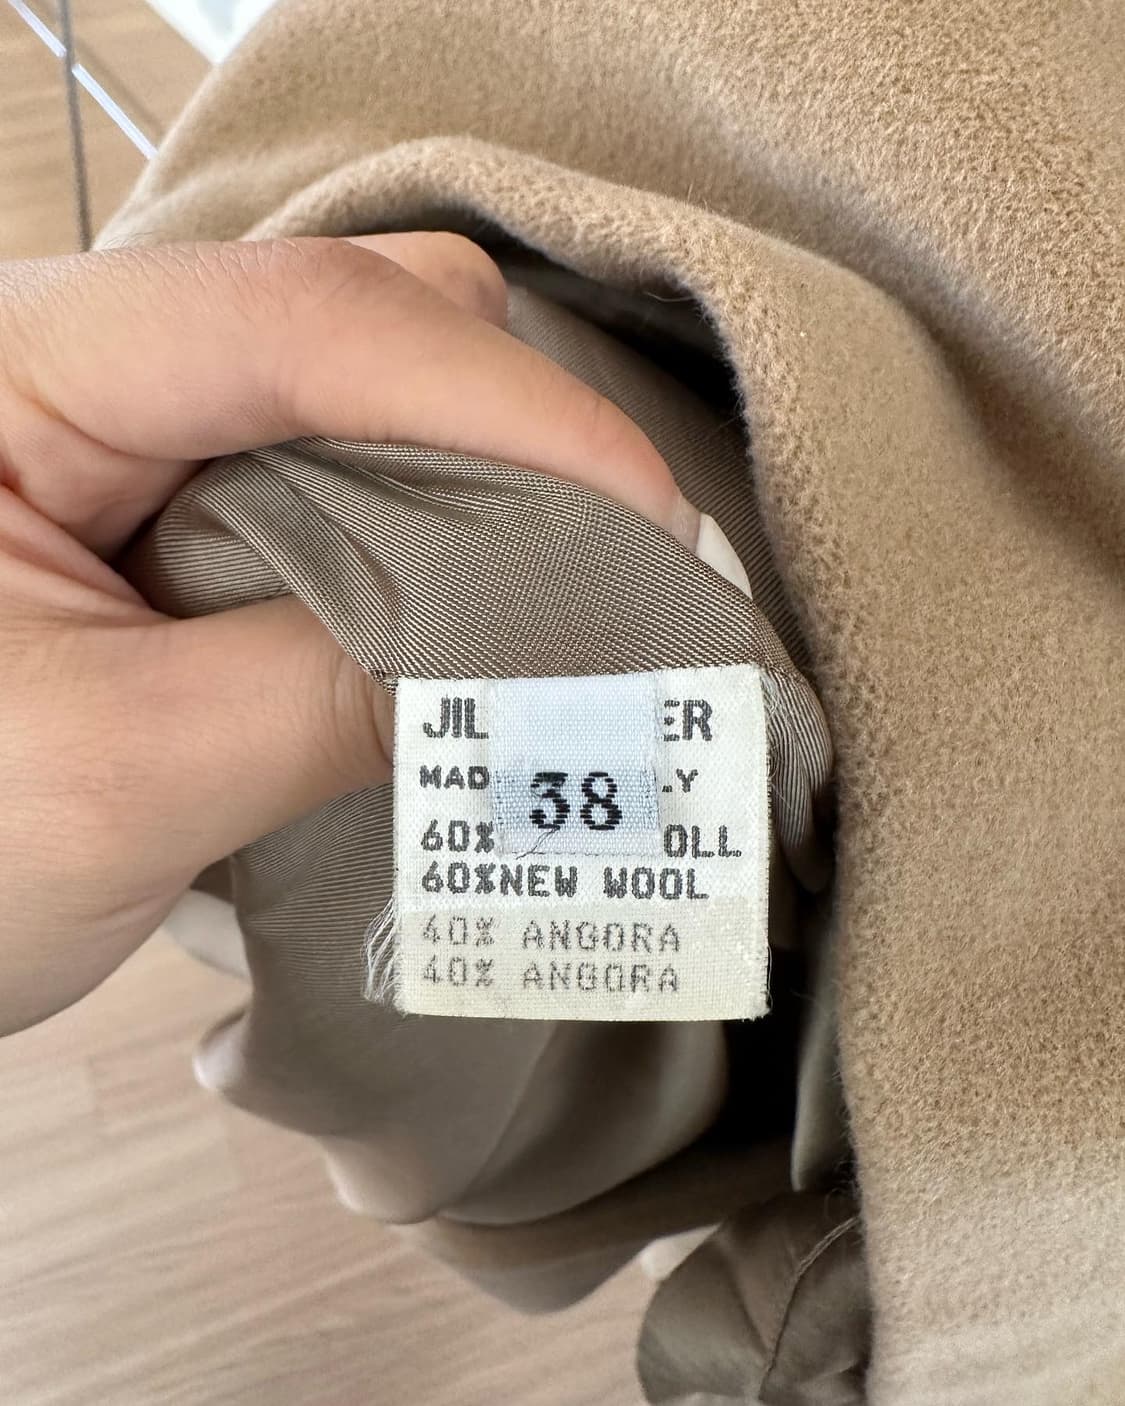 JIL ER
MAD LY
38
60% OLL
60%NEW WOOL
40% ANGORA
40% ANGORA